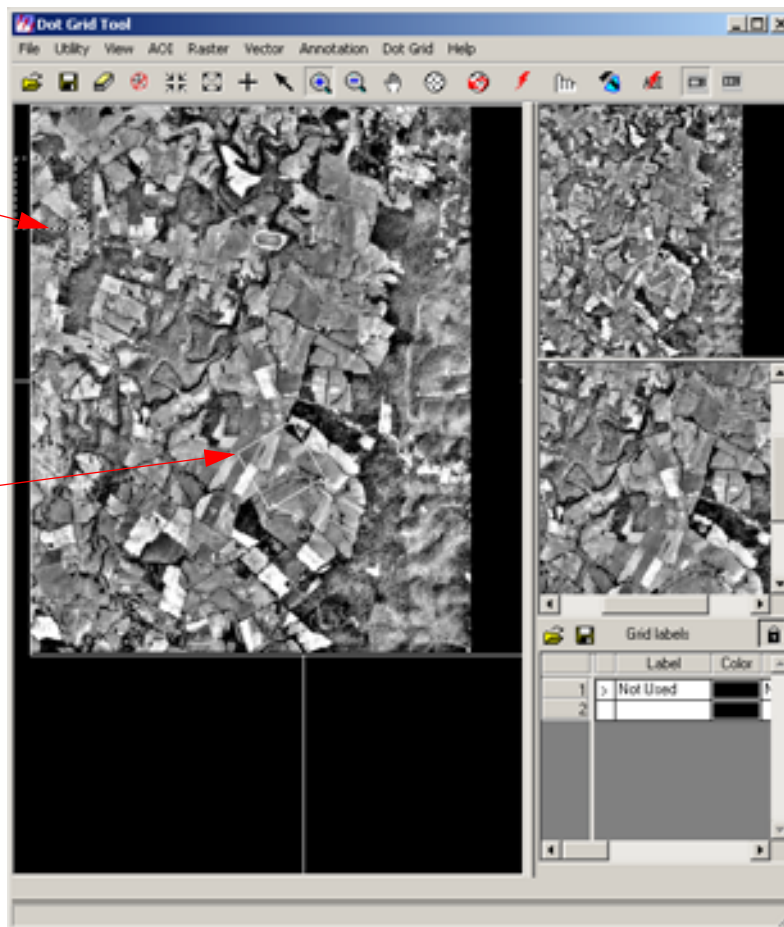 Dot Grid Tool
File Utility View AOI Raster Vector Annotation Dot Grid Help
Grid labels
Label Color
1 > Not Used
2